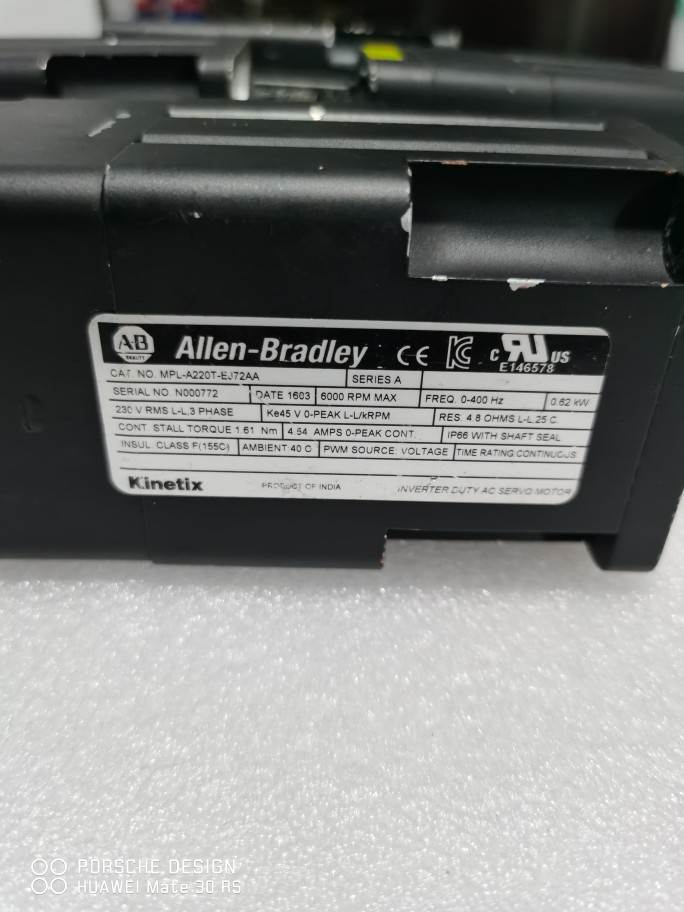 A-B QUALITY Allen-Bradley CE c RU US
E146578
CAT. NO. MPL-A220T-EJ72AA SERIES A
SERIAL NO. N000772 DATE 1603 6000 RPM MAX FREQ. 0-400 Hz 0.62 kW
230 V RMS L-L,3 PHASE Ke45 V 0-PEAK L-L/kRPM RES. 4.8 OHMS L-L,25 C.
CONT. STALL TORQUE 1.61 Nm 4.54 AMPS 0-PEAK CONT. IP66 WITH SHAFT SEAL
INSUL. CLASS F(155C) AMBIENT:40 C PWM SOURCE: VOLTAGE TIME RATING:CONTINUOUS
Kinetix PRODUCT OF INDIA INVERTER DUTY AC SERVO MOTOR
PORSCHE DESIGN
HUAWEI Mate 30 RS